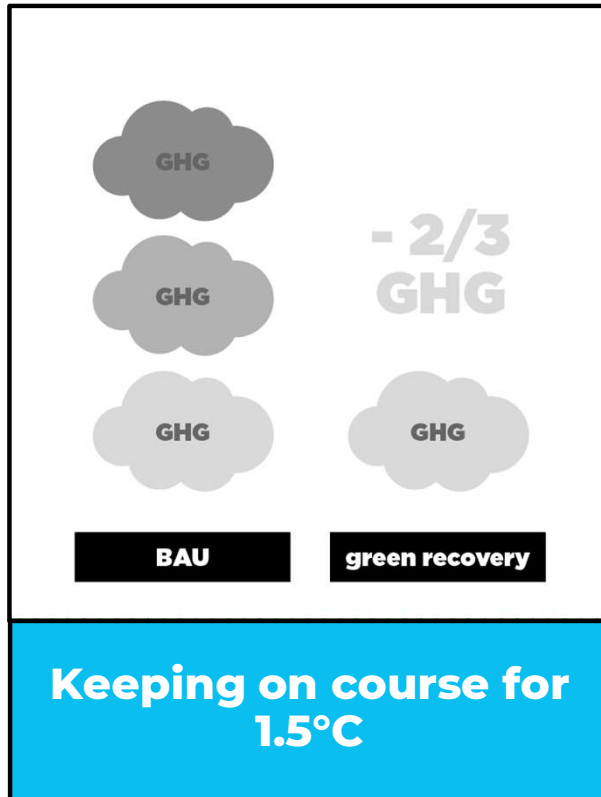 GHG
GHG
GHG
BAU
- 2/3
GHG
GHG
green recovery
Keeping on course for
1.5°C